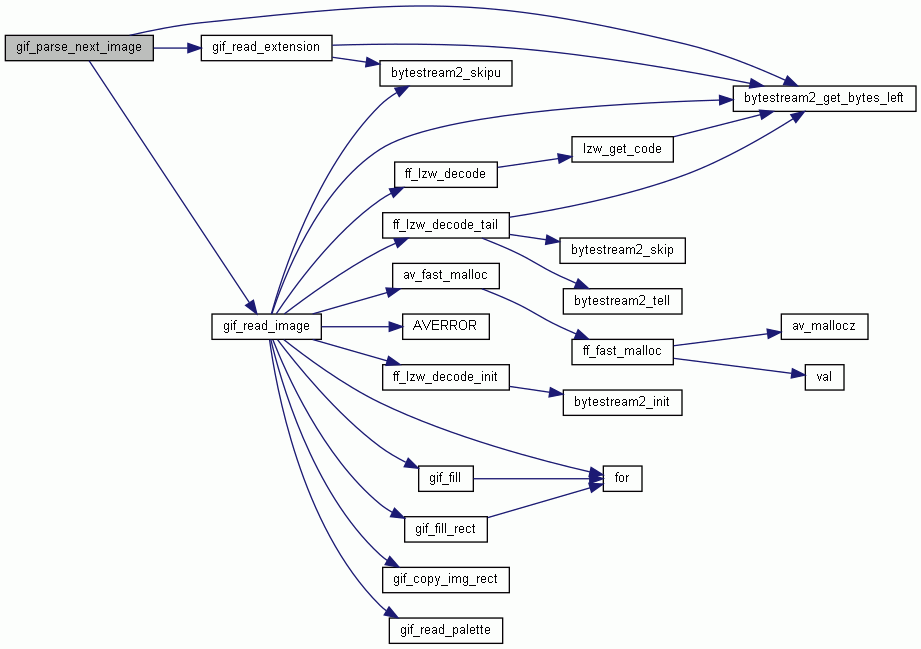 gif_parse_next_image
gif_read_extension
bytestream2_skipu
bytestream2_get_bytes_left
lzw_get_code
ff_lzw_decode
ff_lzw_decode_tail
bytestream2_skip
av_fast_malloc
bytestream2_tell
gif_read_image
AVERROR
av_mallocz
ff_fast_malloc
ff_lzw_decode_init
val
bytestream2_init
gif_fill
for
gif_fill_rect
gif_copy_img_rect
gif_read_palette